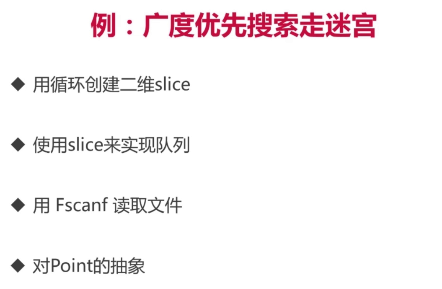 例：广度优先搜索走迷宫
◆ 用循环创建二维slice
◆ 使用slice来实现队列
◆ 用 Fscanf 读取文件
◆ 对Point的抽象